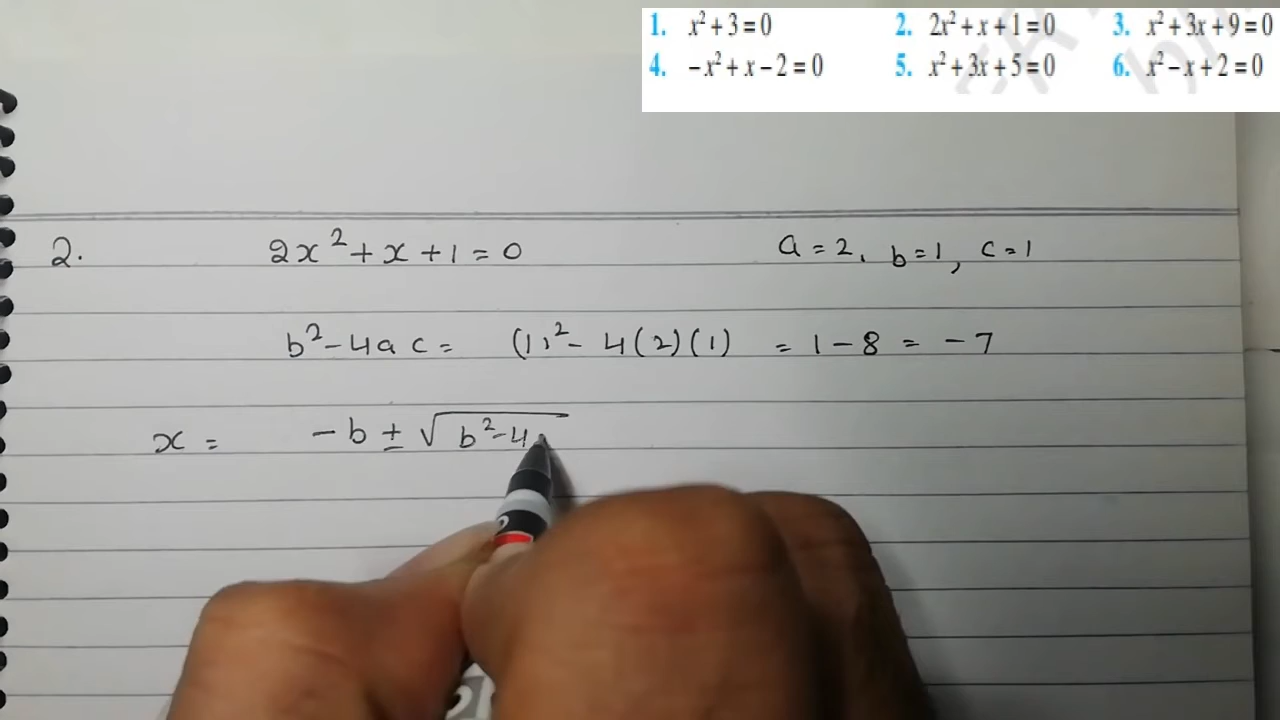 1. x²+3=0 2. 2x²+x+1=0 3. x²+3x+9=0
4. -x²+x-2=0 5. x²+3x+5=0 6. x²-x+2=0
2. 2x²+x+1=0 a=2, b=1, c=1
b²-4ac= (1)²- 4(2)(1) = 1-8 = -7
x= -b ± √b²-4